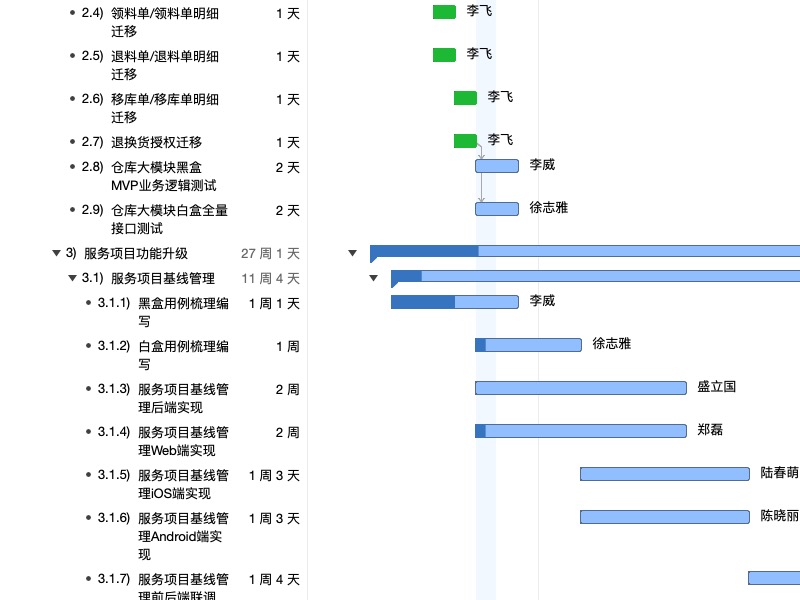 2.4) 领料单/领料单明细 1 天 李飞
迁移
2.5) 退料单/退料单明细 1 天 李飞
迁移
2.6) 移库单/移库单明细 1 天 李飞
迁移
2.7) 退换货授权迁移 1 天 李飞
2.8) 仓库大模块黑盒 2 天 李威
MVP业务逻辑测试
2.9) 仓库大模块白盒全量 2 天 徐志雅
接口测试
3) 服务项目功能升级 27 周 1 天
3.1) 服务项目基线管理 11 周 4 天
3.1.1) 黑盒用例梳理编 1 周 1 天 李威
写
3.1.2) 白盒用例梳理编 1 周 徐志雅
写
3.1.3) 服务项目基线管 2 周 盛立国
理后端实现
3.1.4) 服务项目基线管 2 周 郑磊
理Web端实现
3.1.5) 服务项目基线管 1 周 3 天 陆春萌
理iOS端实现
3.1.6) 服务项目基线管 1 周 3 天 陈晓丽
理Android端实
现
3.1.7) 服务项目基线管 1 周 4 天
理前后端联调